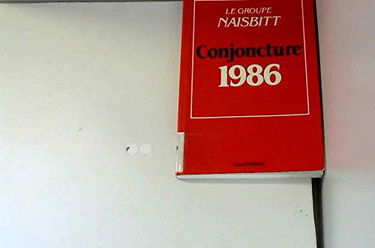 LE GROUPE
NAISBITT
Conjoncture
1986